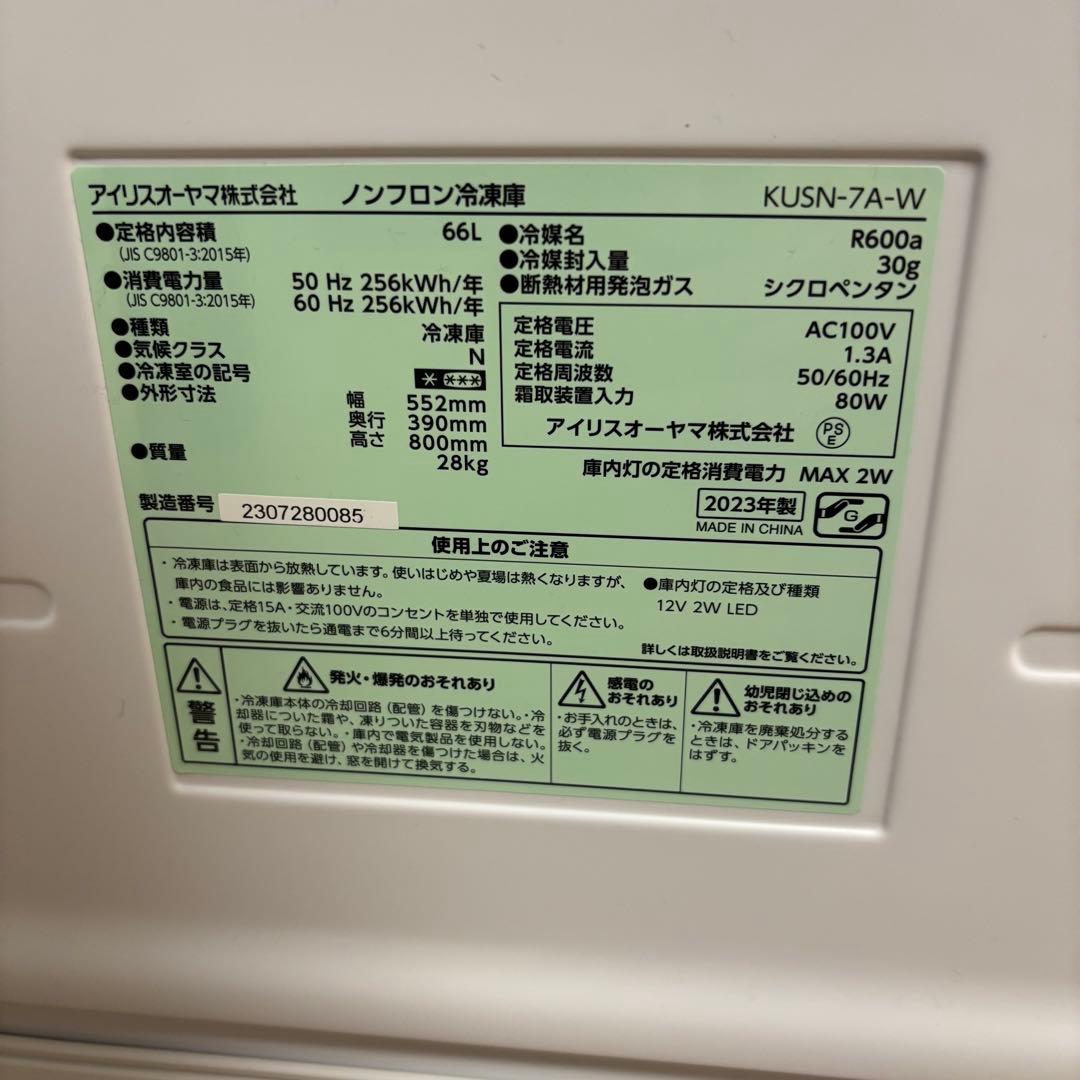 アイリスオーヤマ株式会社 ノンフロン冷凍庫 KUSN-7A-W
●定格内容積 66L
(JIS C9801-3:2015年)
●消費電力量 50 Hz 256kWh/年
(JIS C9801-3:2015年) 60 Hz 256kWh/年
●種類 冷凍庫
●気候クラス N
●冷凍室の記号
●外形寸法 幅 552mm
奥行 390mm
高さ 800mm
●質量 28kg
製造番号 2307280085
●冷媒名 R600a
●冷媒封入量 30g
●断熱材用発泡ガス シクロペンタン
定格電圧 AC100V
定格電流 1.3A
定格周波数 50/60Hz
霜取装置入力 80W
アイリスオーヤマ株式会社 PS E
庫内灯の定格消費電力 MAX 2W
2023年製
MADE IN CHINA
G
使用上のご注意
・冷凍庫は表面から放熱しています。使いはじめや夏場は熱くなりますが、
庫内の食品には影響ありません。
・電源は、定格15A・交流100Vのコンセントを単独で使用してください。
・電源プラグを抜いたら通電まで6分間以上待ってください。
●庫内灯の定格及び種類
12V 2W LED
詳しくは取扱説明書をご覧ください。
警告
発火・爆発のおそれあり
・冷凍庫本体の冷却回路（配管）を傷つけない。・冷
却器についた霜や、凍りついた容器を刃物などを
使って取らない。・庫内で電気製品を使用しない。
・冷却回路（配管）や冷却器を傷つけた場合は、火
気の使用を避け、窓を開けて換気する。
感電の
おそれあり
・お手入れのときは、
必ず電源プラグを
抜く。
幼児閉じ込めの
おそれあり
・冷凍庫を廃棄処分する
ときは、ドアパッキンを
はずす。